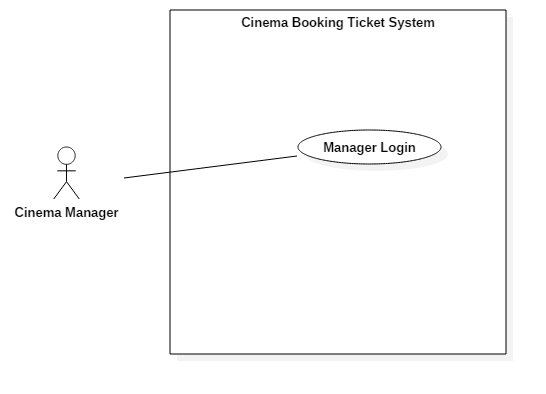 Cinema Booking Ticket System
Manager Login
Cinema Manager